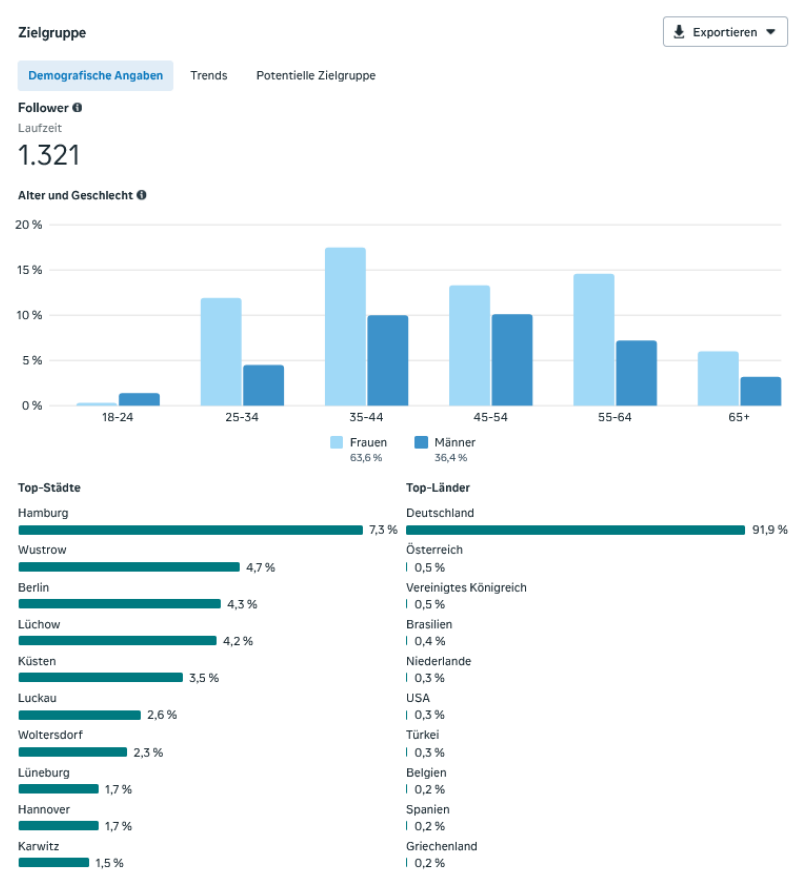 Zielgruppe
Exportieren
Demografische Angaben Trends Potentielle Zielgruppe
Follower
Laufzeit
1.321
Alter und Geschlecht
20 %
15 %
10 %
5 %
0 %
18-24 25-34 35-44 45-54 55-64 65+
Frauen Männer
63,6 % 36,4 %
Top-Städte
Hamburg
7,3 %
Wustrow
4,7 %
Berlin
4,3 %
Lüchow
4,2 %
Küsten
3,5 %
Luckau
2,6 %
Woltersdorf
2,3 %
Lüneburg
1,7 %
Hannover
1,7 %
Karwitz
1,5 %
Top-Länder
Deutschland
91,9 %
Österreich
0,5 %
Vereinigtes Königreich
0,5 %
Brasilien
0,4 %
Niederlande
0,3 %
USA
0,3 %
Türkei
0,3 %
Belgien
0,2 %
Spanien
0,2 %
Griechenland
0,2 %